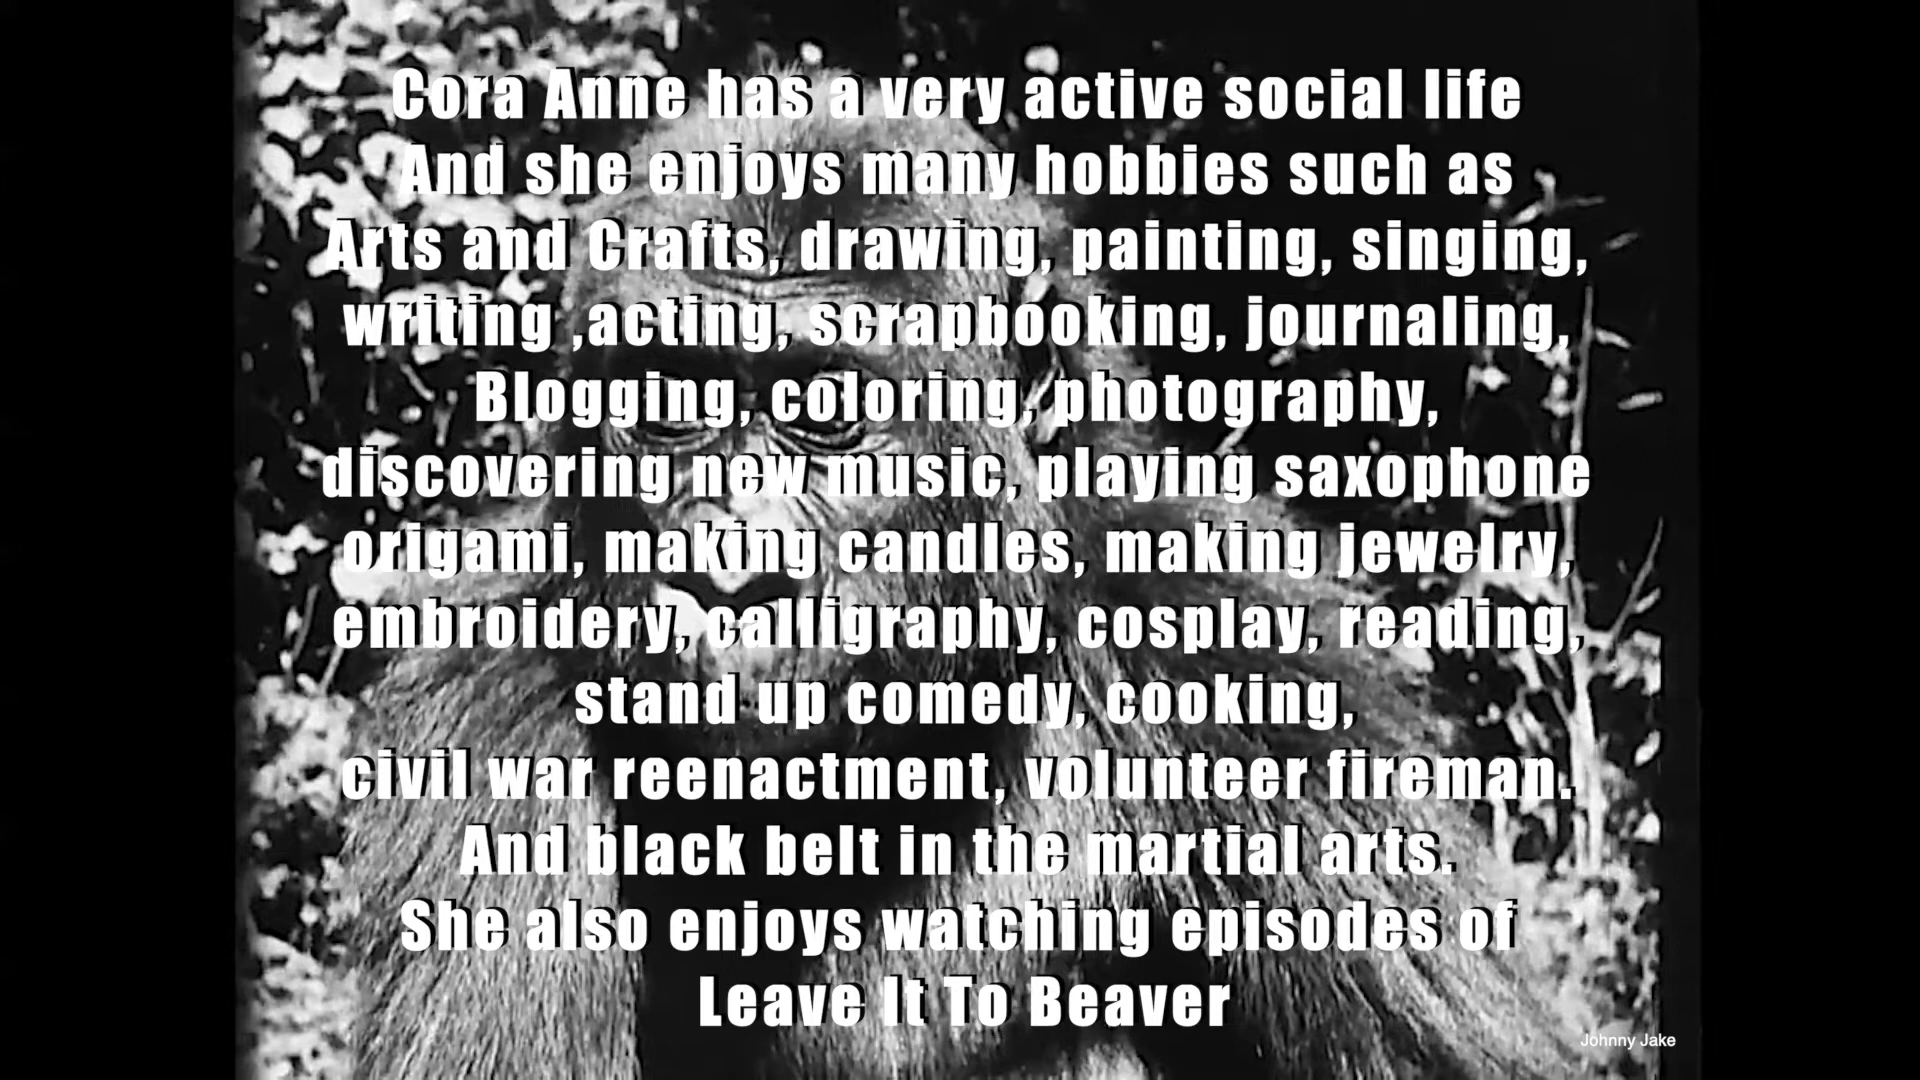 Cora Anne has a very active social life
And she enjoys many hobbies such as
Arts and Crafts, drawing, painting, singing,
writing ,acting, scrapbooking, journaling,
Blogging, coloring, photography,
discovering new music, playing saxophone
origami, making candles, making jewelry,
embroidery, calligraphy, cosplay, reading,
stand up comedy, cooking,
civil war reenactment, volunteer fireman.
And black belt in the martial arts.
She also enjoys watching episodes of
Leave It To Beaver
Johnny Jake